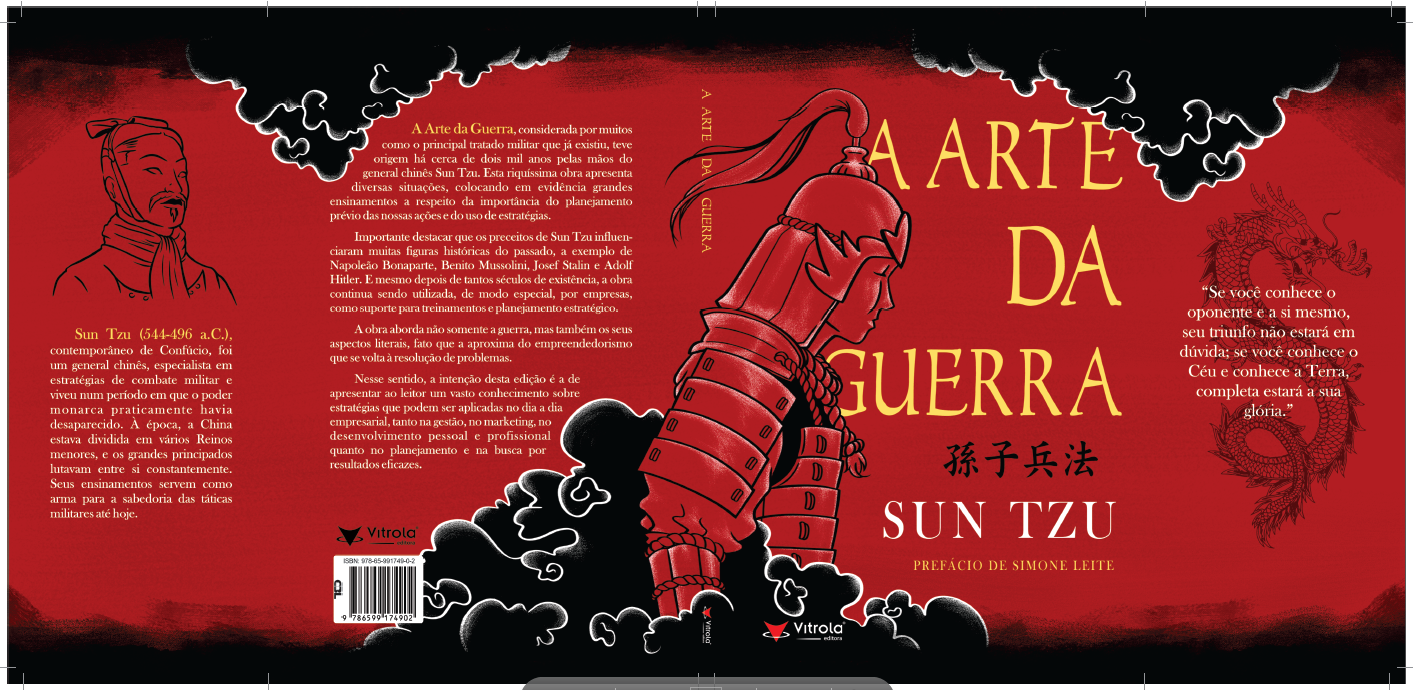 Sun Tzu (544-496 a.C.),
contemporâneo de Confúcio, foi
um general chinês, especialista em
estratégias de combate militar e
viveu num período em que o poder
monarca praticamente havia
desaparecido. À época, a China
estava dividida em vários Reinos
menores, e os grandes principados
lutavam entre si constantemente.
Seus ensinamentos servem como
arma para a sabedoria das táticas
militares até hoje.
A Arte da Guerra, considerada por muitos
como o principal tratado militar que já existiu, teve
origem há cerca de dois mil anos pelas mãos do
general chinês Sun Tzu. Esta riquíssima obra apresenta
diversas situações, colocando em evidência grandes
ensinamentos a respeito da importância do planejamento
prévio das nossas ações e do uso de estratégias.
Importante destacar que os preceitos de Sun Tzu influen-
ciaram muitas figuras históricas do passado, a exemplo de
Napoleão Bonaparte, Benito Mussolini, Josef Stalin e Adolf
Hitler. E mesmo depois de tantos séculos de existência, a obra
continua sendo utilizada, de modo especial, por empresas,
como suporte para treinamentos e planejamento estratégico.
A obra aborda não somente a guerra, mas também os seus
aspectos literais, fato que a aproxima do empreendedorismo
que se volta à resolução de problemas.
Nesse sentido, a intenção desta edição é a de
apresentar ao leitor um vasto conhecimento sobre
estratégias que podem ser aplicadas no dia a dia
empresarial, tanto na gestão, no marketing, no
desenvolvimento pessoal e profissional
quanto no planejamento e na busca por
resultados eficazes.
Vitrola®
editora
ISBN: 978-65-991749-0-2
9 786599 174902
A ARTE DA GUERRA
Vitrola®
A ARTE
DA
GUERRA
孫子兵法
SUN TZU
PREFÁCIO DE SIMONE LEITE
Vitrola®
editora
“Se você conhece o
oponente e a si mesmo,
seu triunfo não estará em
dúvida; se você conhece o
Céu e conhece a Terra,
completa estará a sua
glória.”